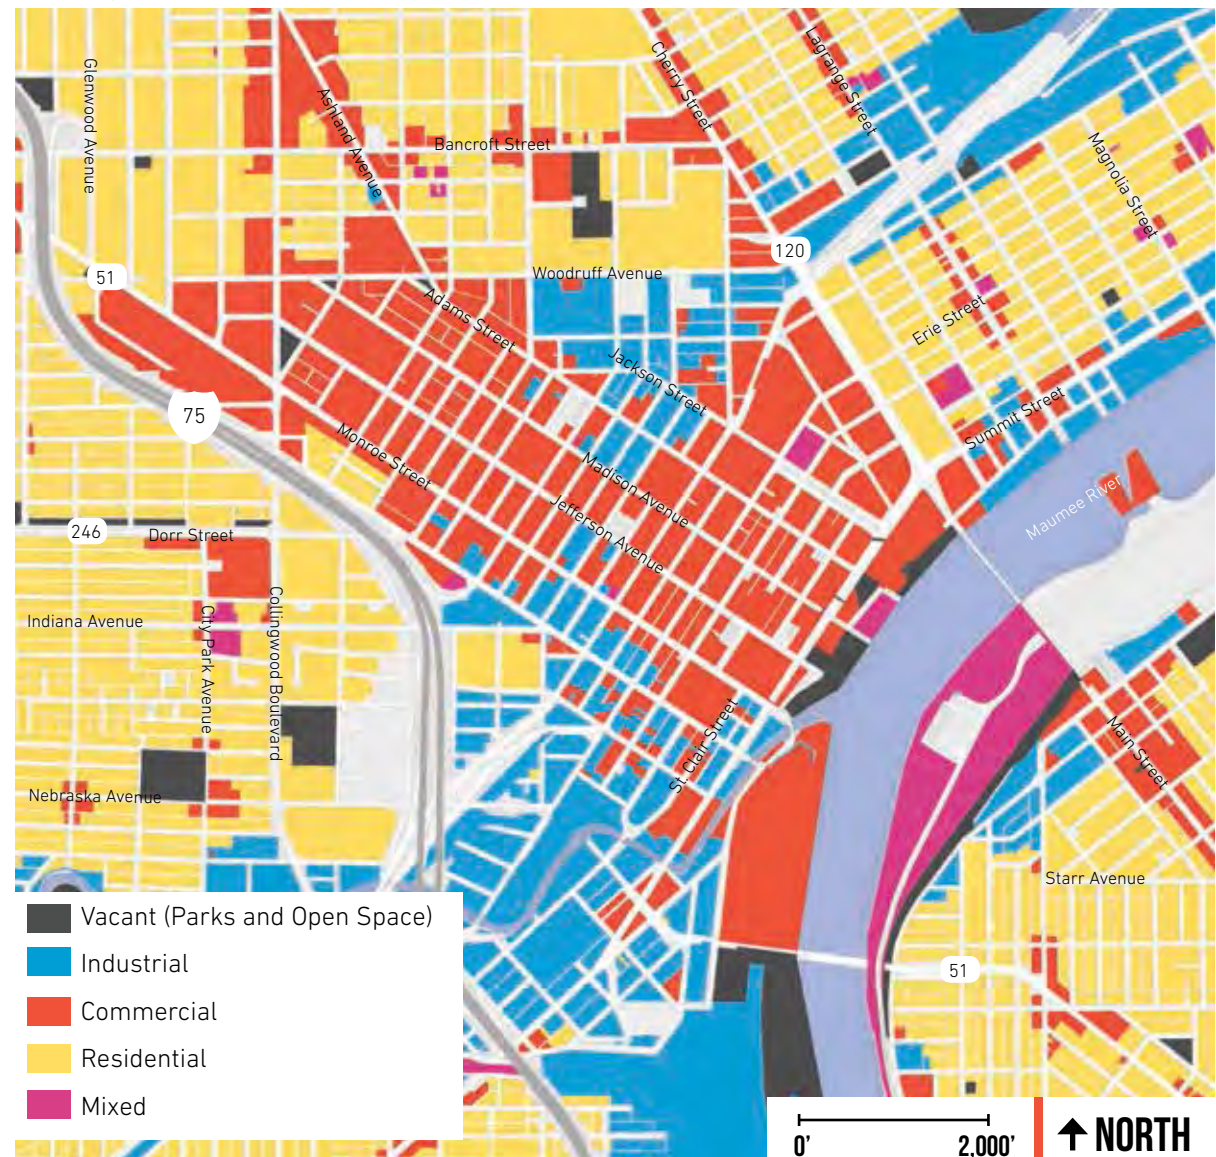 Glenwood Avenue
Ashland Avenue
Cherry Street
Lagrange Street
Bancroft Street
Magnolia Street
51
120
Woodruff Avenue
Adams Street
Erie Street
Jackson Street
75
Monroe Street
Summit Street
Madison Avenue
Jefferson Avenue
Maumee River
246
Dorr Street
Indiana Avenue
City Park Avenue
Collingwood Boulevard
St. Clair Street
Main Street
Nebraska Avenue
Starr Avenue
51
Vacant (Parks and Open Space)
Industrial
Commercial
Residential
Mixed
0'
2,000'
NORTH